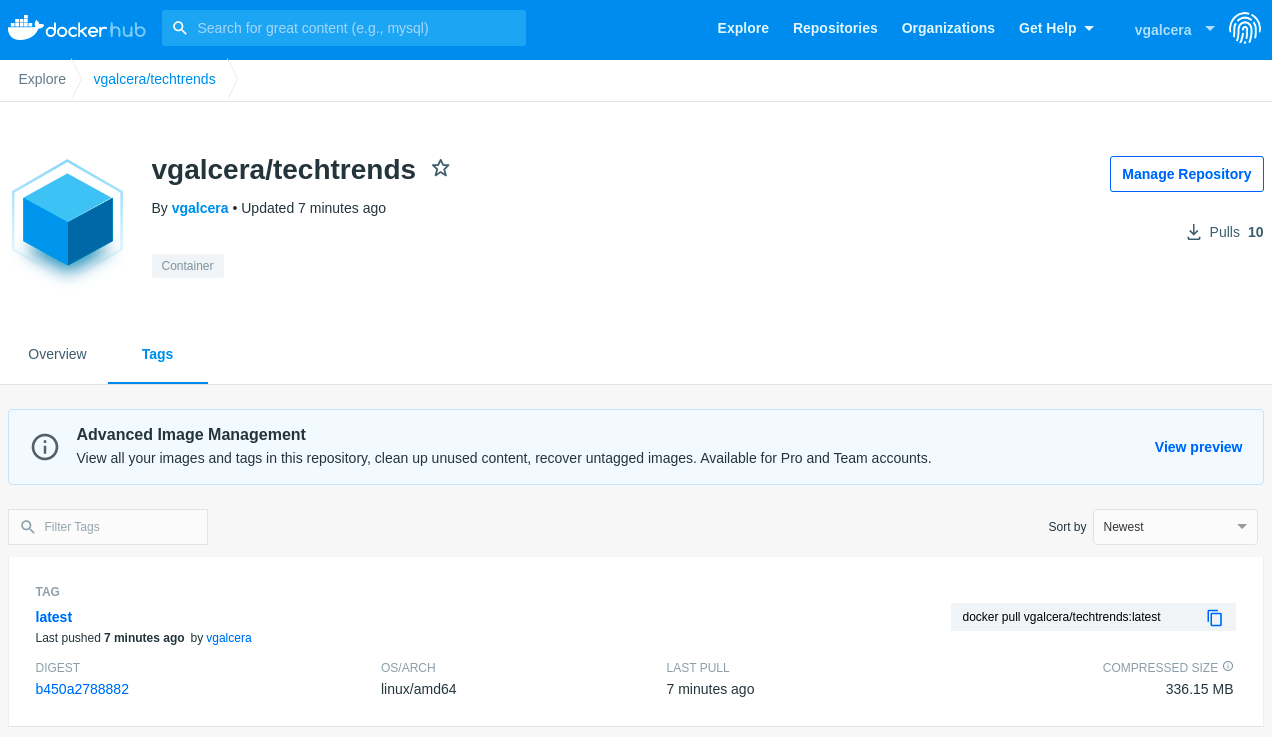 dockerhub
Search for great content (e.g., mysql)
Explore
Repositories
Organizations
Get Help
vgalcera
Explore
vgalcera/techtrends
vgalcera/techtrends
Manage Repository
By vgalcera • Updated 7 minutes ago
Pulls 10
Container
Overview
Tags
Advanced Image Management
View all your images and tags in this repository, clean up unused content, recover untagged images. Available for Pro and Team accounts.
View preview
Filter Tags
Sort by
Newest
TAG
latest
docker pull vgalcera/techtrends:latest
Last pushed 7 minutes ago by vgalcera
DIGEST
OS/ARCH
LAST PULL
COMPRESSED SIZE
b450a2788882
linux/amd64
7 minutes ago
336.15 MB